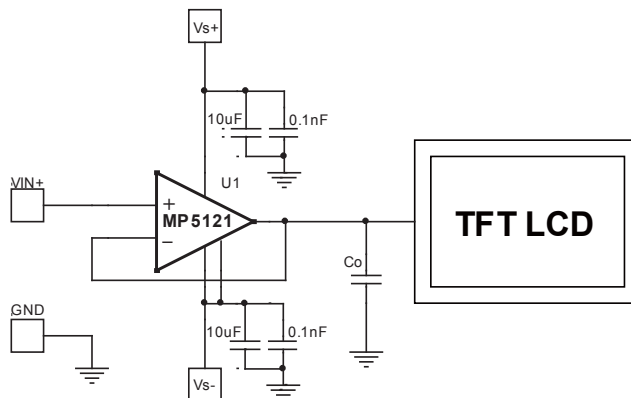 Vs+
10uF
0.1nF
VIN+
U1
+
MP5121
−
TFT LCD
Co
GND
10uF
0.1nF
Vs-